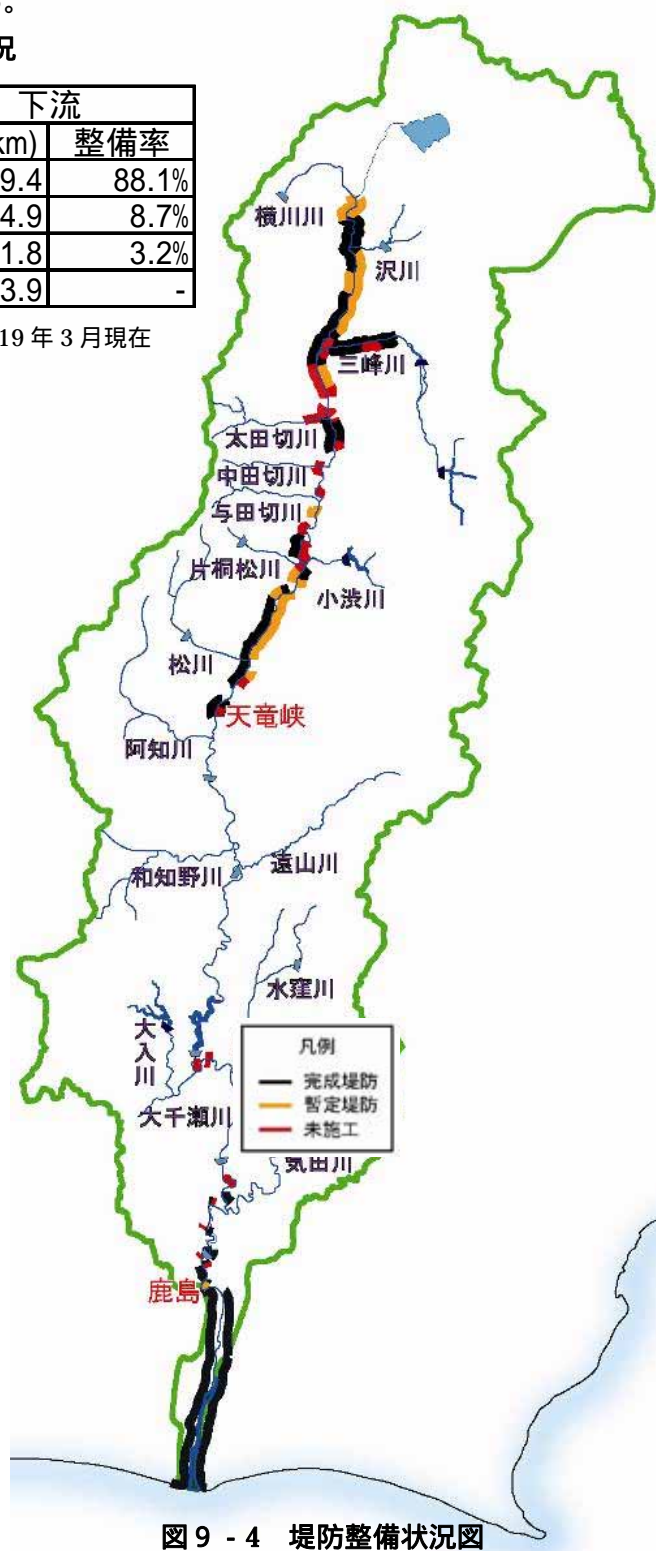 。
況
下流
km) 整備率
9.4 88.1%
4.9 8.7%
1.8 3.2%
3.9 -
19年3月現在
横川川
沢川
三峰川
太田切川
中田切川
与田切川
片桐松川
小渋川
松川
天竜峡
阿知川
和知野川
遠山川
水窪川
大入川
凡例
完成堤防
暫定堤防
未施工
大千瀬川
気田川
鹿島
図9-4 堤防整備状況図